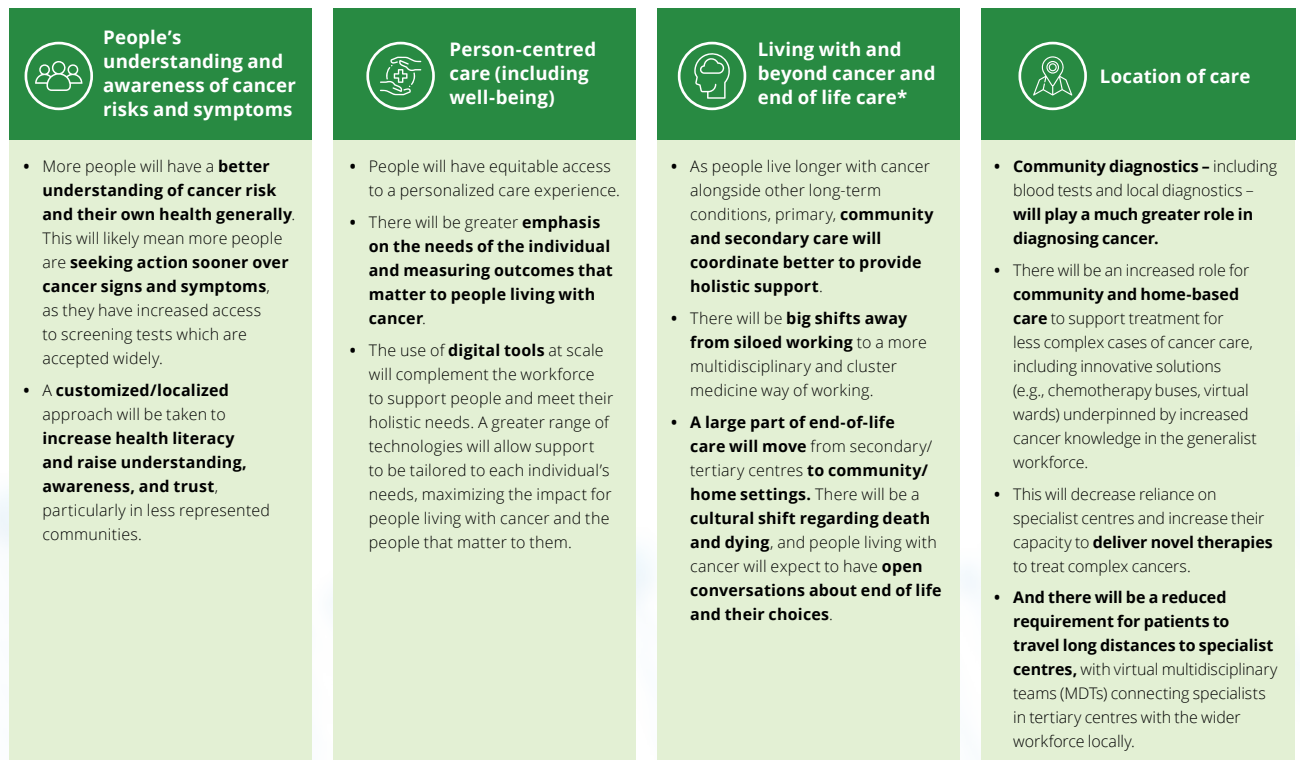 People's
understanding and
awareness of cancer
risks and symptoms
• More people will have a better
understanding of cancer risk
and their own health generally.
This will likely mean more people
are seeking action sooner over
cancer signs and symptoms,
as they have increased access
to screening tests which are
accepted widely.
• A customized/localized
approach will be taken to
increase health literacy
and raise understanding,
awareness, and trust,
particularly in less represented
communities.
Person-centred
care (including
well-being)
• People will have equitable access
to a personalized care experience.
• There will be greater emphasis
on the needs of the individual
and measuring outcomes that
matter to people living with
cancer.
• The use of digital tools at scale
will complement the workforce
to support people and meet their
holistic needs. A greater range of
technologies will allow support
to be tailored to each individual's
needs, maximizing the impact for
people living with cancer and the
people that matter to them.
Living with and
beyond cancer and
end of life care*
• As people live longer with cancer
alongside other long-term
conditions, primary, community
and secondary care will
coordinate better to provide
holistic support.
• There will be big shifts away
from siloed working to a more
multidisciplinary and cluster
medicine way of working.
• A large part of end-of-life
care will move from secondary/
tertiary centres to community/
home settings. There will be a
cultural shift regarding death
and dying, and people living with
cancer will expect to have open
conversations about end of life
and their choices.
Location of care
• Community diagnostics – including
blood tests and local diagnostics –
will play a much greater role in
diagnosing cancer.
• There will be an increased role for
community and home-based
care to support treatment for
less complex cases of cancer care,
including innovative solutions
(e.g., chemotherapy buses, virtual
wards) underpinned by increased
cancer knowledge in the generalist
workforce.
• This will decrease reliance on
specialist centres and increase their
capacity to deliver novel therapies
to treat complex cancers.
• And there will be a reduced
requirement for patients to
travel long distances to specialist
centres, with virtual multidisciplinary
teams (MDTs) connecting specialists
in tertiary centres with the wider
workforce locally.